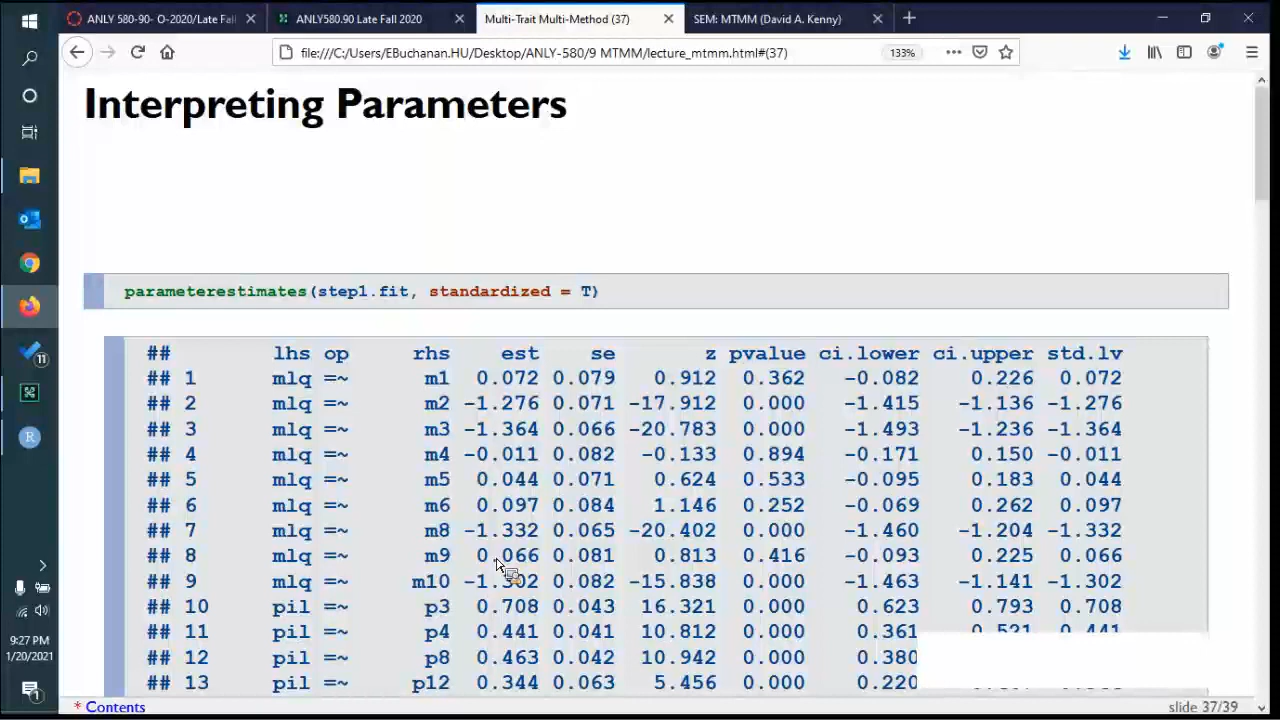 ANLY 580-90- O-2020/Late Fall
ANLY580.90 Late Fall 2020
Multi-Trait Multi-Method (37)
SEM: MTMM (David A. Kenny)
file:///C:/Users/EBuchanan.HU/Desktop/ANLY-580/9 MTMM/lecture_mtmm.html#(37)
133%
Interpreting Parameters
parameterestimates(step1.fit, standardized = T)
## lhs op rhs est se z pvalue ci.lower ci.upper std.lv
## 1 mlq =~ m1 0.072 0.079 0.912 0.362 -0.082 0.226 0.072
## 2 mlq =~ m2 -1.276 0.071 -17.912 0.000 -1.415 -1.136 -1.276
## 3 mlq =~ m3 -1.364 0.066 -20.783 0.000 -1.493 -1.236 -1.364
## 4 mlq =~ m4 -0.011 0.082 -0.133 0.894 -0.171 0.150 -0.011
## 5 mlq =~ m5 0.044 0.071 0.624 0.533 -0.095 0.183 0.044
## 6 mlq =~ m6 0.097 0.084 1.146 0.252 -0.069 0.262 0.097
## 7 mlq =~ m8 -1.332 0.065 -20.402 0.000 -1.460 -1.204 -1.332
## 8 mlq =~ m9 0.066 0.081 0.813 0.416 -0.093 0.225 0.066
## 9 mlq =~ m10 -1.302 0.082 -15.838 0.000 -1.463 -1.141 -1.302
## 10 pil =~ p3 0.708 0.043 16.321 0.000 0.623 0.793 0.708
## 11 pil =~ p4 0.441 0.041 10.812 0.000 0.361 0.521 0.441
## 12 pil =~ p8 0.463 0.042 10.942 0.000 0.380
## 13 pil =~ p12 0.344 0.063 5.456 0.000 0.220
11
9:27 PM
1/20/2021
1
* Contents
slide 37/39